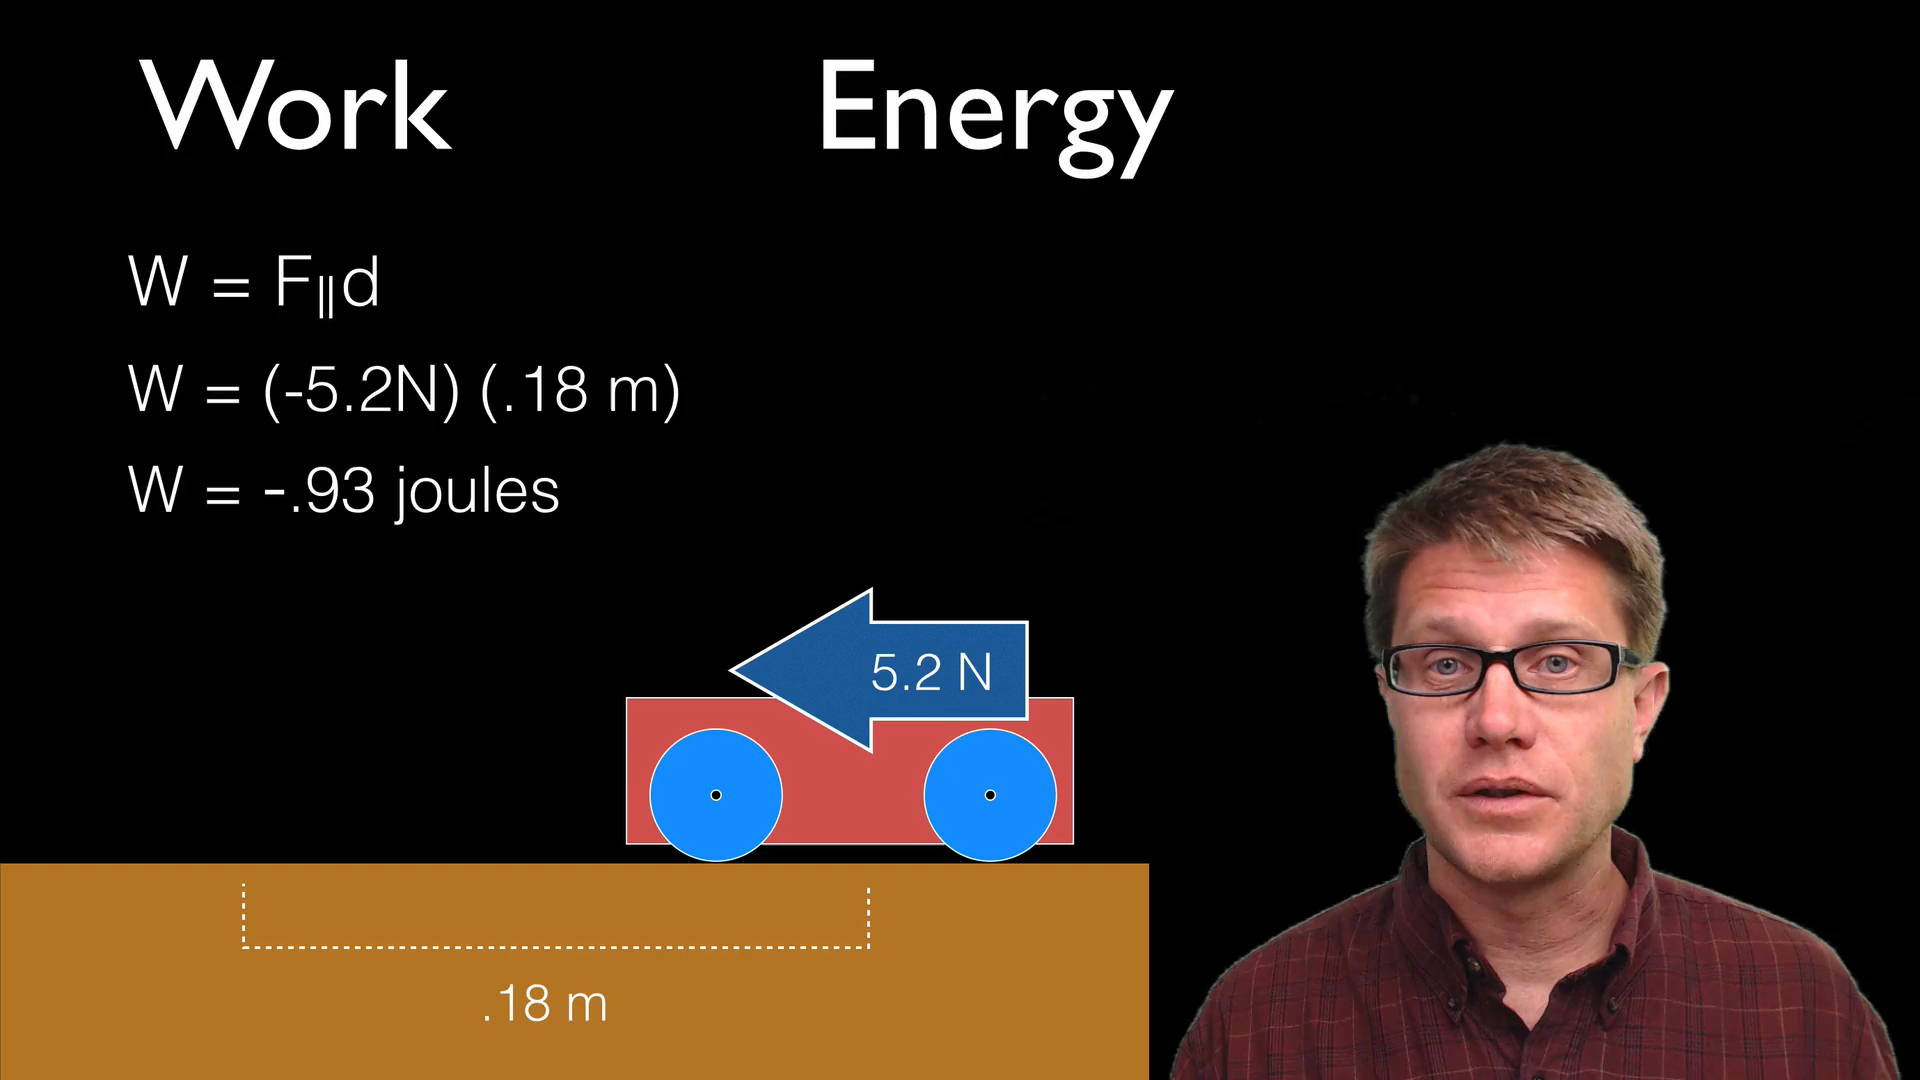 Work Energy
W = F||d
W = (-5.2N) (.18 m)
W = -.93 joules
5.2 N
.18 m